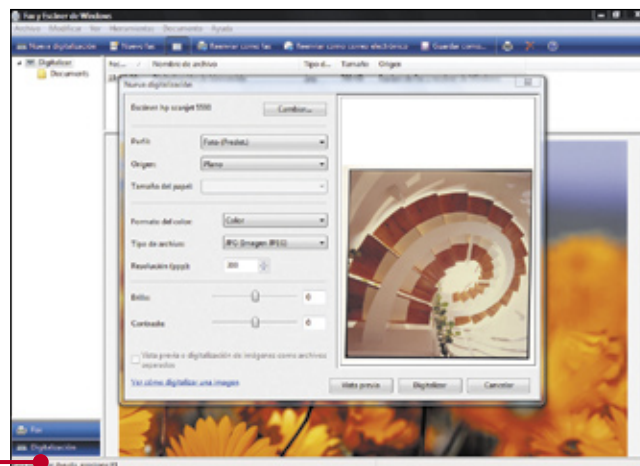 Fax y Escáner de Windows
Archivo Modificar Ver Herramientas Documento Ayuda
Nueva digitalización Nuevo fax Reenviar como fax Reenviar como correo electrónico Guardar como...
Digitalizar
Documents
Nombre de archivo Tipo d... Tamaño Origen
Nueva digitalización
Escáner: hp scanjet 5590 Cambiar...
Perfil: Foto (Predet.)
Origen: Plano
Tamaño del papel:
Formato del color: Color
Tipo de archivo: JPG (Imagen JPEG)
Resolución (ppp): 300
Brillo: 0
Contraste: 0
Vista previa o digitalización de imágenes como archivos
separados
Ver cómo digitalizar una imagen
Vista previa Digitalizar Cancelar
Fax
Digitalización